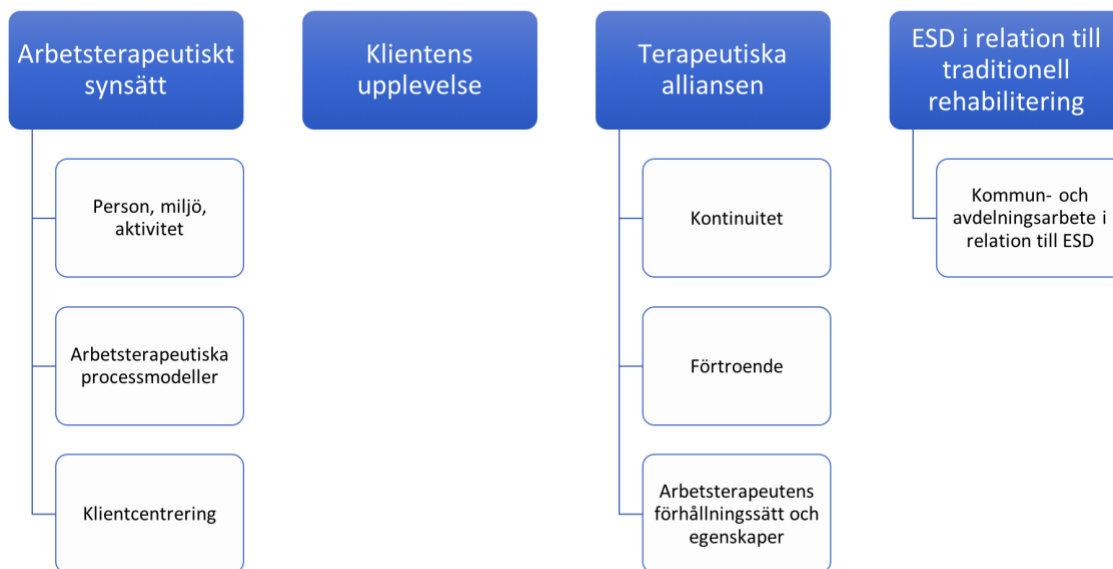 Arbetsterapeutiskt
synsätt
Person, miljö,
aktivitet
Arbetsterapeutiska
processmodeller
Klientcentrering
Klientens
upplevelse
Terapeutiska
alliansen
Kontinuitet
Förtroende
Arbetsterapeutens
förhållningssätt och
egenskaper
ESD i relation till
traditionell
rehabilitering
Kommun- och
avdelningsarbete i
relation till ESD